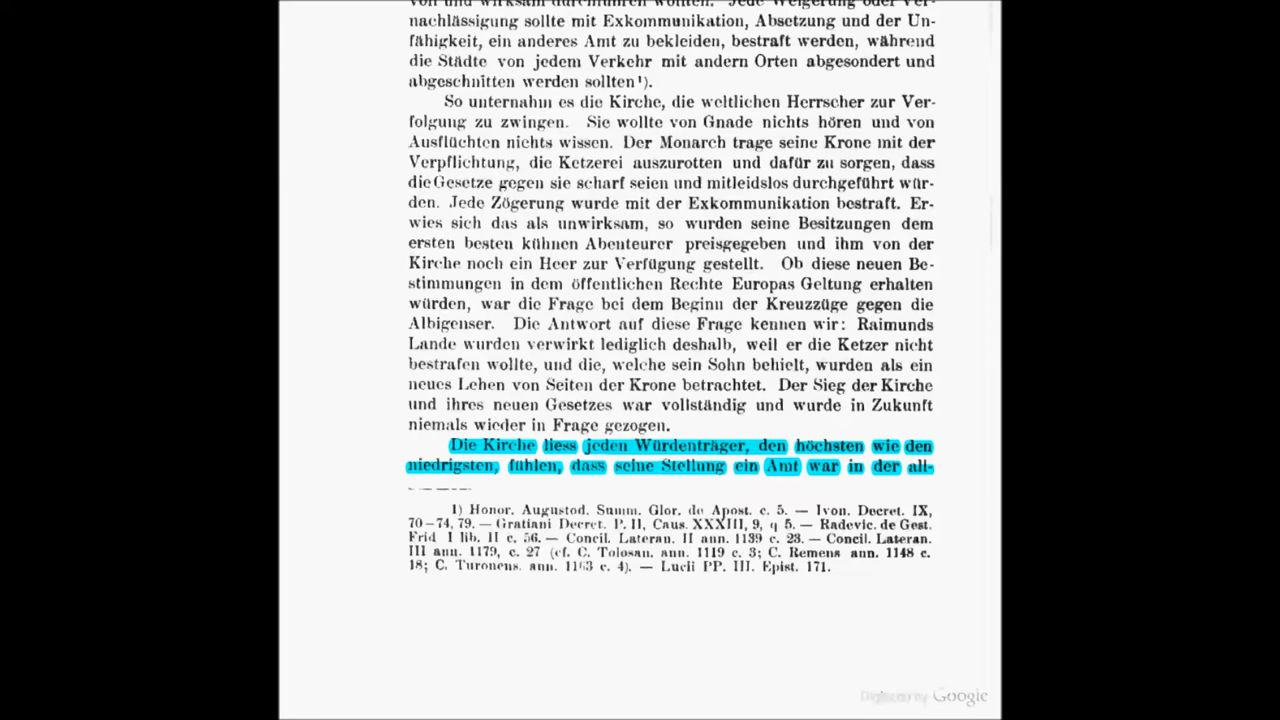 von und wirksam durchführen wollten. Jede Weigerung oder Ver-
nachlässigung sollte mit Exkommunikation, Absetzung und der Un-
fähigkeit, ein anderes Amt zu bekleiden, bestraft werden, während
die Städte von jedem Verkehr mit andern Orten abgesondert und
abgeschnitten werden sollten¹).
So unternahm es die Kirche, die weltlichen Herrscher zur Ver-
folgung zu zwingen. Sie wollte von Gnade nichts hören und von
Ausflüchten nichts wissen. Der Monarch trage seine Krone mit der
Verpflichtung, die Ketzerei auszurotten und dafür zu sorgen, dass
die Gesetze gegen sie scharf seien und mitleidslos durchgeführt wür-
den. Jede Zögerung wurde mit der Exkommunikation bestraft. Er-
wies sich das als unwirksam, so wurden seine Besitzungen dem
ersten besten kühnen Abenteurer preisgegeben und ihm von der
Kirche noch ein Heer zur Verfügung gestellt. Ob diese neuen Be-
stimmungen in dem öffentlichen Rechte Europas Geltung erhalten
würden, war die Frage bei dem Beginn der Kreuzzüge gegen die
Albigenser. Die Antwort auf diese Frage kennen wir: Raimunds
Lande wurden verwirkt lediglich deshalb, weil er die Ketzer nicht
bestrafen wollte, und die, welche sein Sohn behielt, wurden als ein
neues Lehen von Seiten der Krone betrachtet. Der Sieg der Kirche
und ihres neuen Gesetzes war vollständig und wurde in Zukunft
niemals wieder in Frage gezogen.
Die Kirche liess jeden Würdenträger, den höchsten wie den
niedrigsten, fühlen, dass seine Stellung ein Amt war in der all-
1) Honor. Augustod. Summ. Glor. de Apost. c. 5. — Ivon. Decret. IX,
70–74, 79. — Gratiani Decret. P. II, Caus. XXXIII, 9, q 5. — Radevic. de Gest.
Frid I lib. II c. 56. — Concil. Lateran. II ann. 1139 c. 23. — Concil. Lateran.
III ann. 1179, c. 27 (cf. C. Tolosan. ann. 1119 c. 3; C. Remens ann. 1148 c.
18; C. Turonens. ann. 1163 c. 4). — Lucii PP. III. Epist. 171.
Digitized by Google